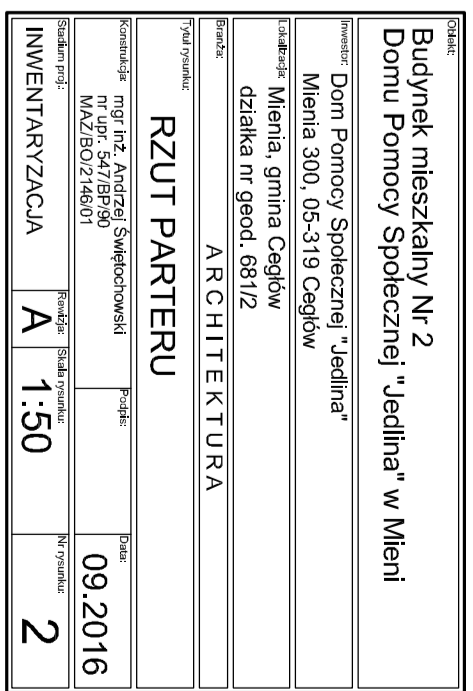 Obiekt:
Budynek mieszkalny Nr 2
Domu Pomocy Społecznej "Jedlina" w Mieni
Inwestor:
Dom Pomocy Społecznej "Jedlina"
Mienia 300, 05-319 Cegłów
Lokalizacja:
Mienia, gmina Cegłów
działka nr geod. 681/2
Branża:
ARCHITEKTURA
Tytuł rysunku:
RZUT PARTERU
Konstrukcja:
mgr inż. Andrzej Świętochowski
nr upr. 547/BP/90
MAZ/BO/2146/01
Podpis:
Data:
09.2016
Stadium proj.:
INWENTARYZACJA
Rewizja:
A
Skala rysunku:
1:50
Nr rysunku:
2